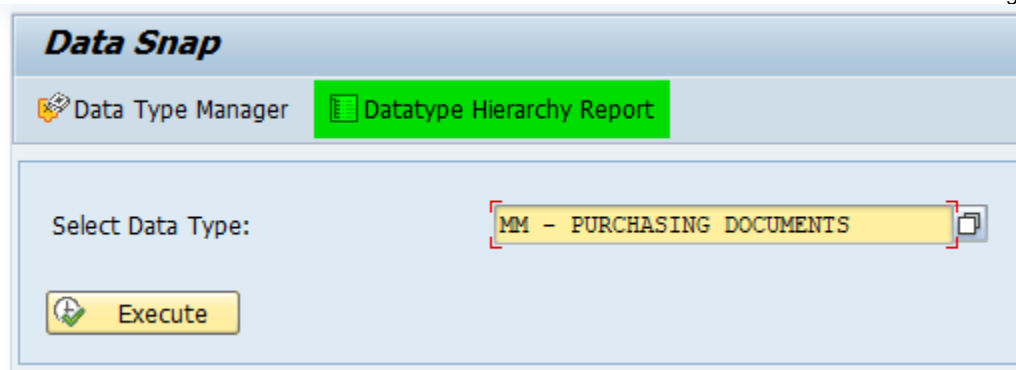 Data Snap
Data Type Manager Datatype Hierarchy Report
Select Data Type: MM - PURCHASING DOCUMENTS
Execute